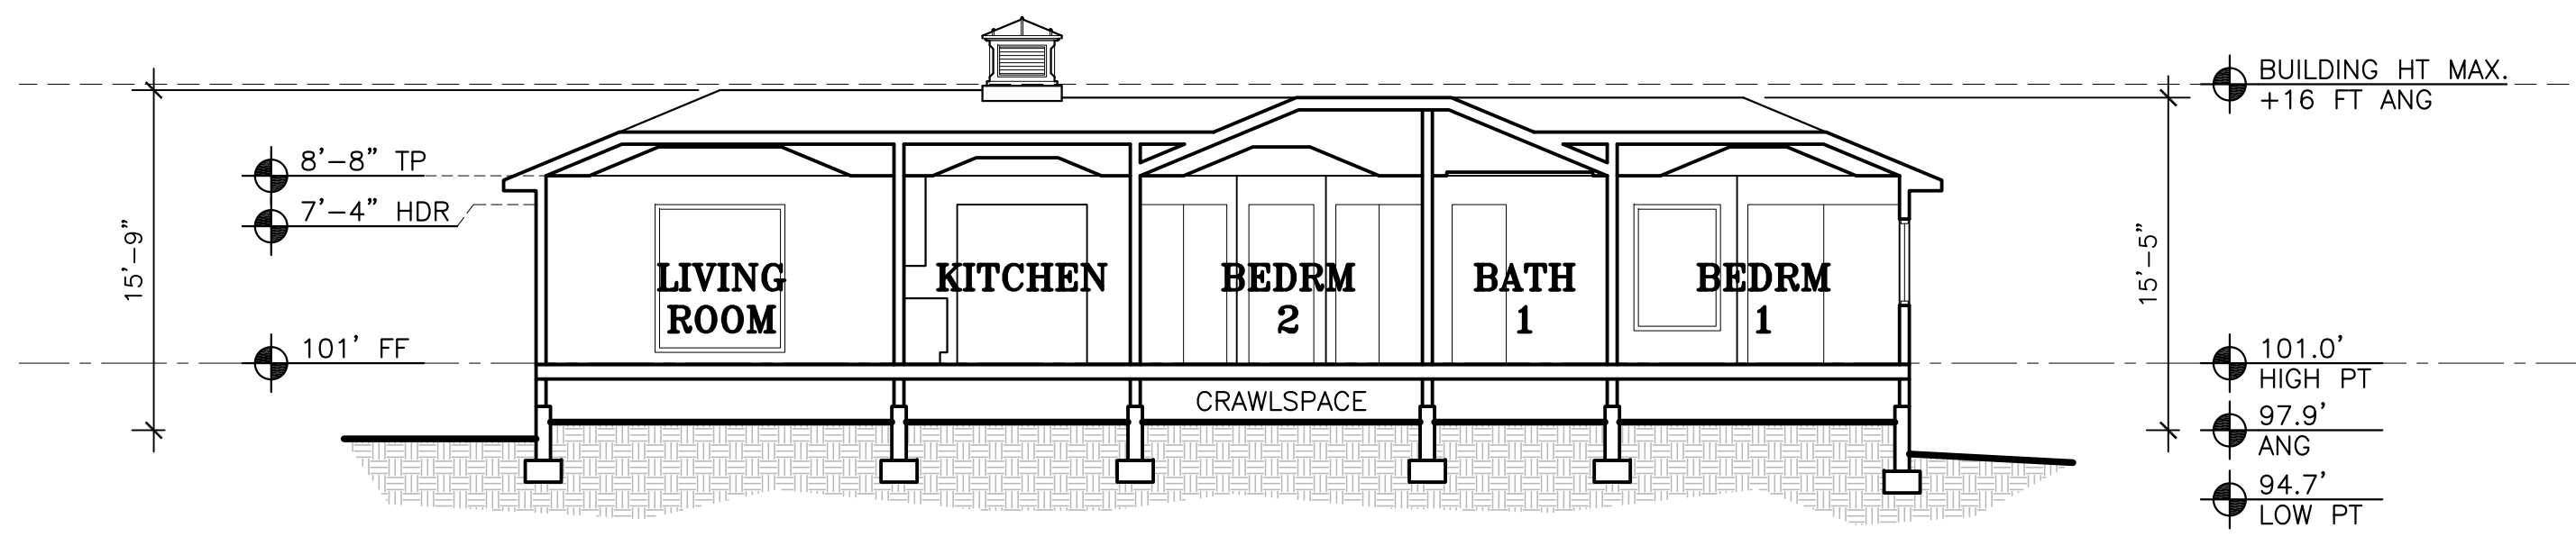 BUILDING HT MAX.
+16 FT ANG
8'-8" TP
7'-4" HDR
15'-9"
15'-5"
LIVING
ROOM
KITCHEN
BEDRM
2
BATH
1
BEDRM
1
101' FF
101.0'
HIGH PT
CRAWLSPACE
97.9'
ANG
94.7'
LOW PT